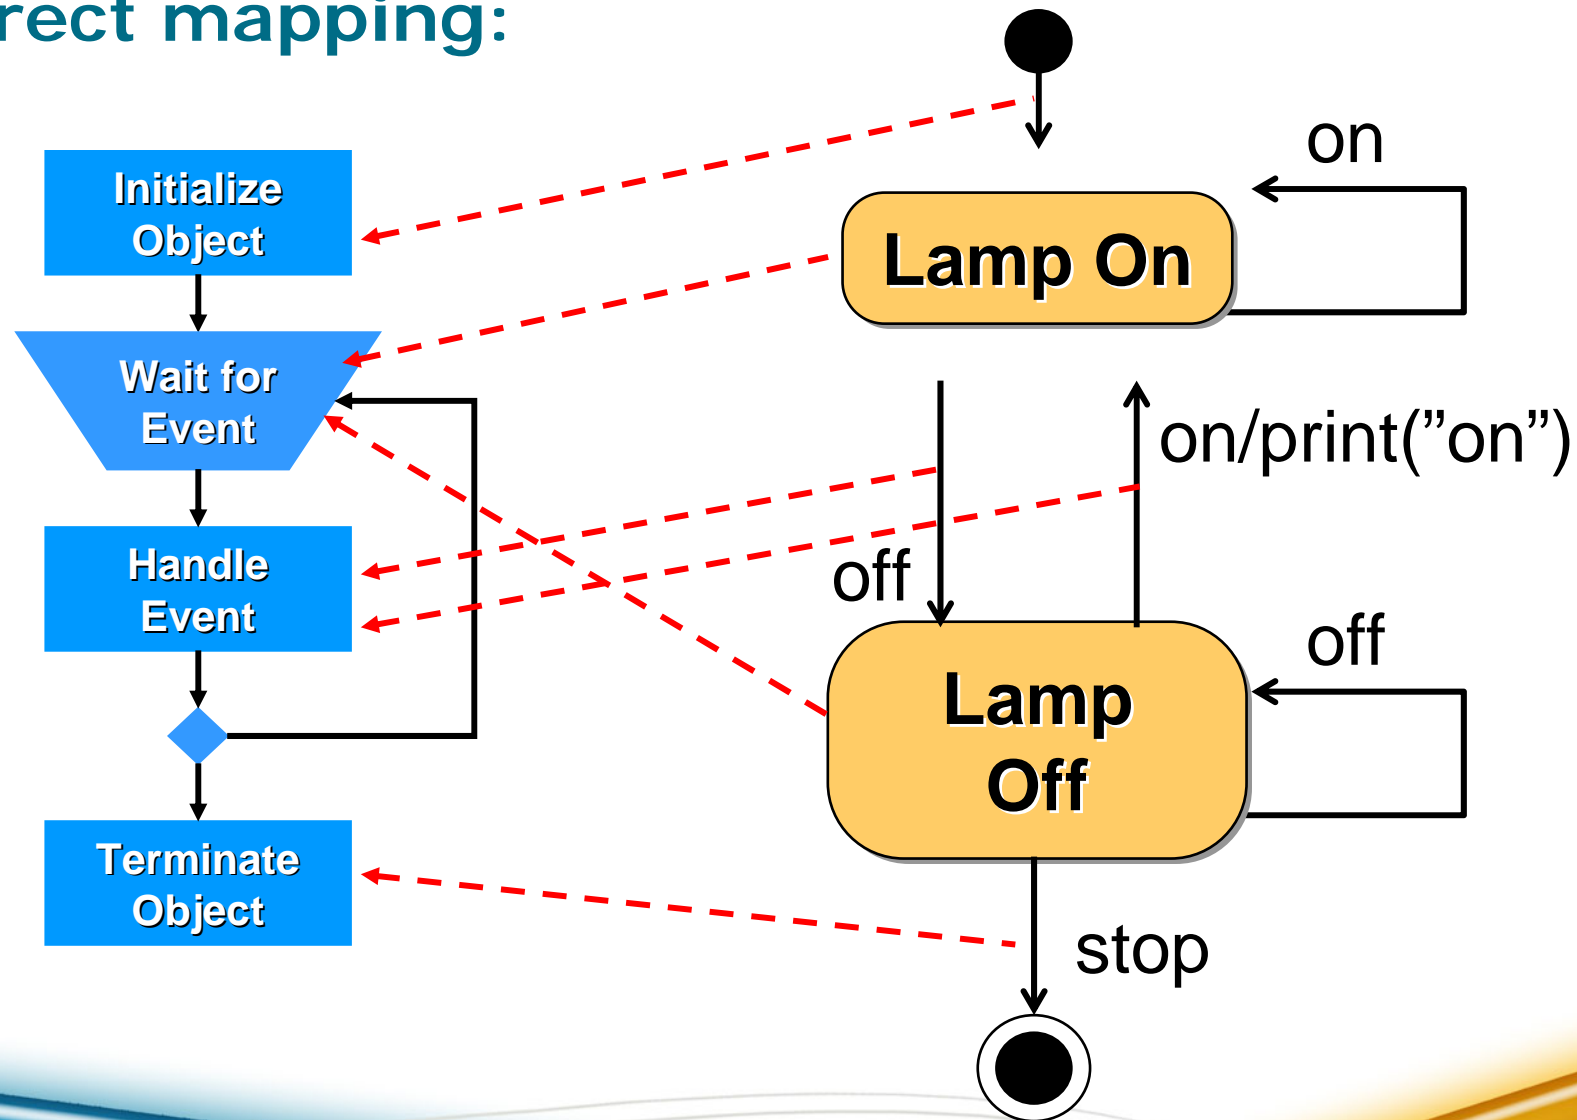 rect mapping:
Initialize
Object
Wait for
Event
Handle
Event
Terminate
Object
on
Lamp On
on/print("on”)
off
Lamp
Off
off
stop